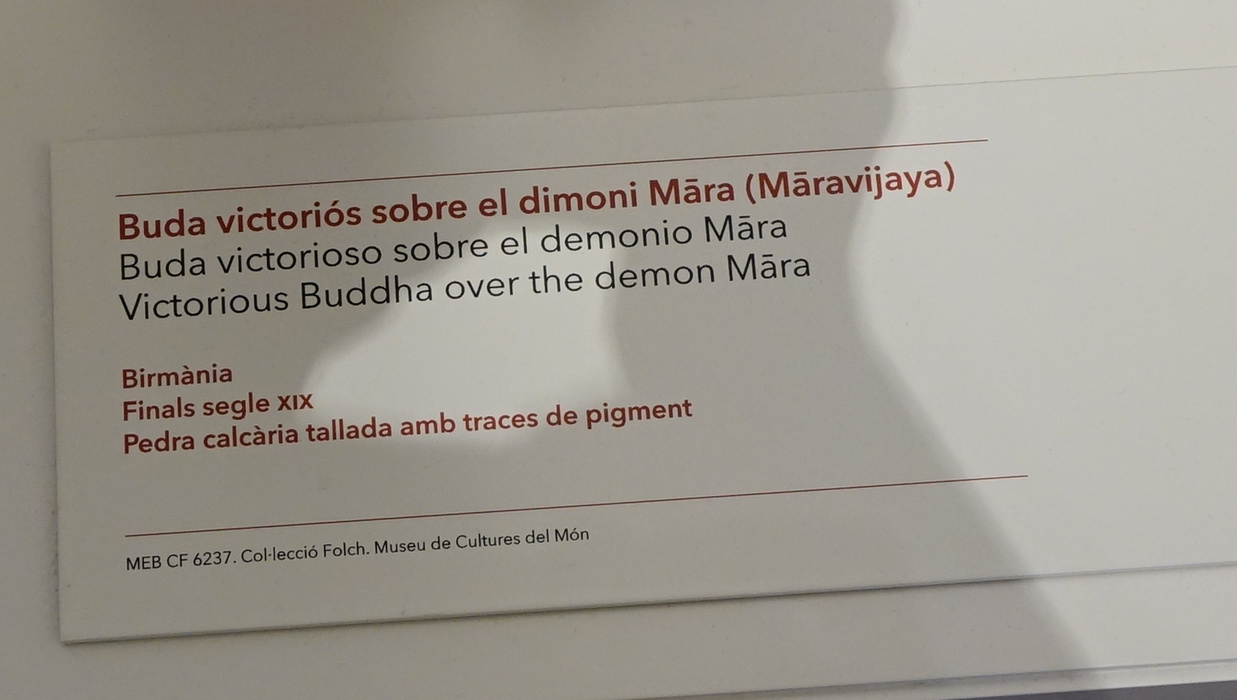 Buda victoriós sobre el dimoni Māra (Māravijaya)
Buda victorioso sobre el demonio Māra
Victorious Buddha over the demon Māra
Birmània
Finals segle XIX
Pedra calcària tallada amb traces de pigment
MEB CF 6237. Col·lecció Folch. Museu de Cultures del Món